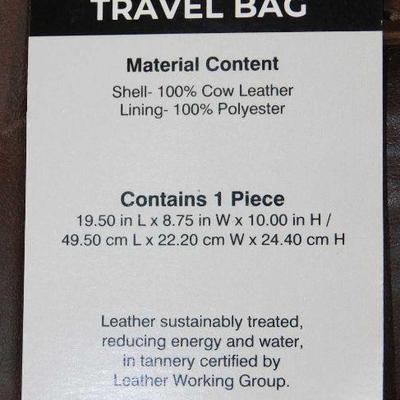 TRAVEL BAG
Material Content
Shell- 100% Cow Leather
Lining- 100% Polyester
Contains 1 Piece
19.50 in L x 8.75 in W x 10.00 in H /
49.50 cm L x 22.20 cm W x 24.40 cm H
Leather sustainably treated,
reducing energy and water,
in tannery certified by
Leather Working Group.